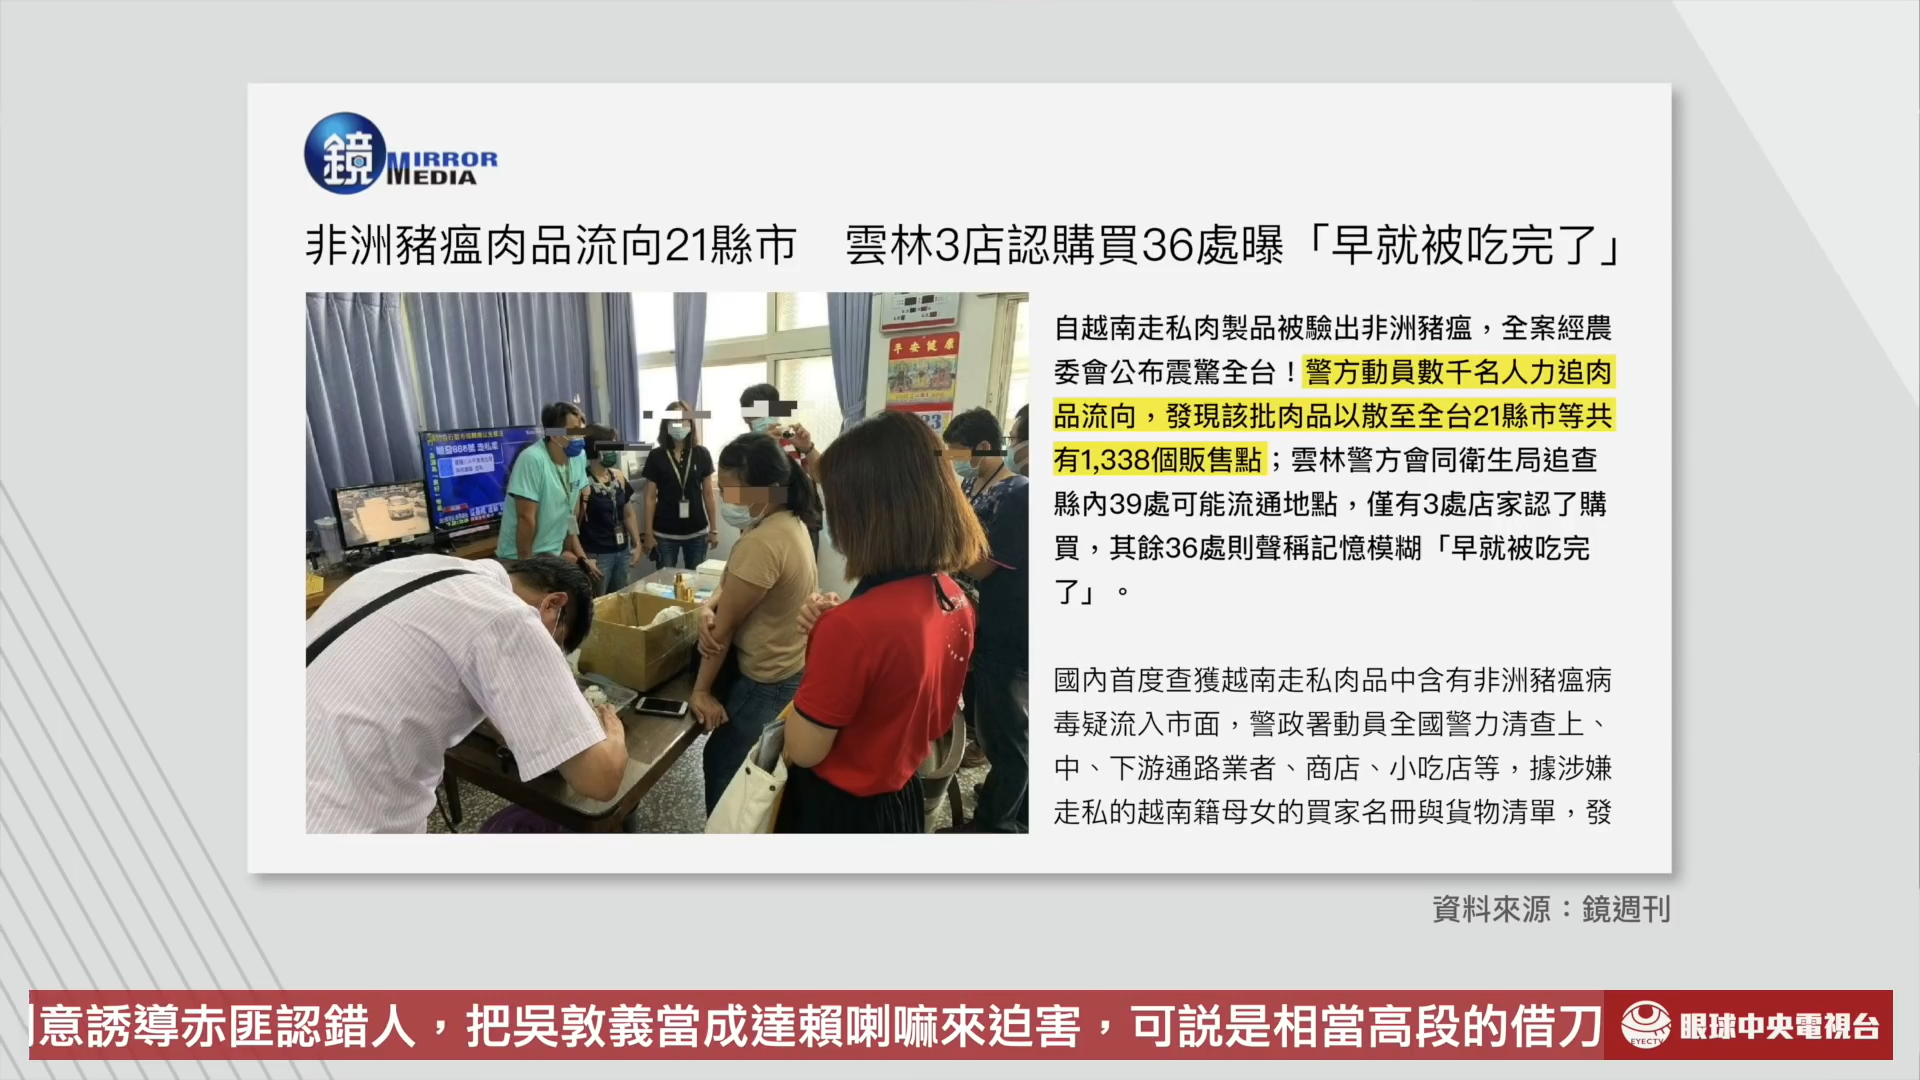 鏡 MIRROR MEDIA
非洲豬瘟肉品流向21縣市　雲林3店認購買36處曝「早就被吃完了」
平安健康
自越南走私肉製品被驗出非洲豬瘟，全案經農
委會公布震驚全台！警方動員數千名人力追肉
品流向，發現該批肉品以散至全台21縣市等共
有1,338個販售點；雲林警方會同衛生局追查
縣內39處可能流通地點，僅有3處店家認了購
買，其餘36處則聲稱記憶模糊「早就被吃完
了」。
國內首度查獲越南走私肉品中含有非洲豬瘟病
毒疑流入市面，警政署動員全國警力清查上、
中、下游通路業者、商店、小吃店等，據涉嫌
走私的越南籍母女的買家名冊與貨物清單，發
資料來源：鏡週刊
意誘導赤匪認錯人，把吳敦義當成達賴喇嘛來迫害，可說是相當高段的借刀
EYECTV 眼球中央電視台